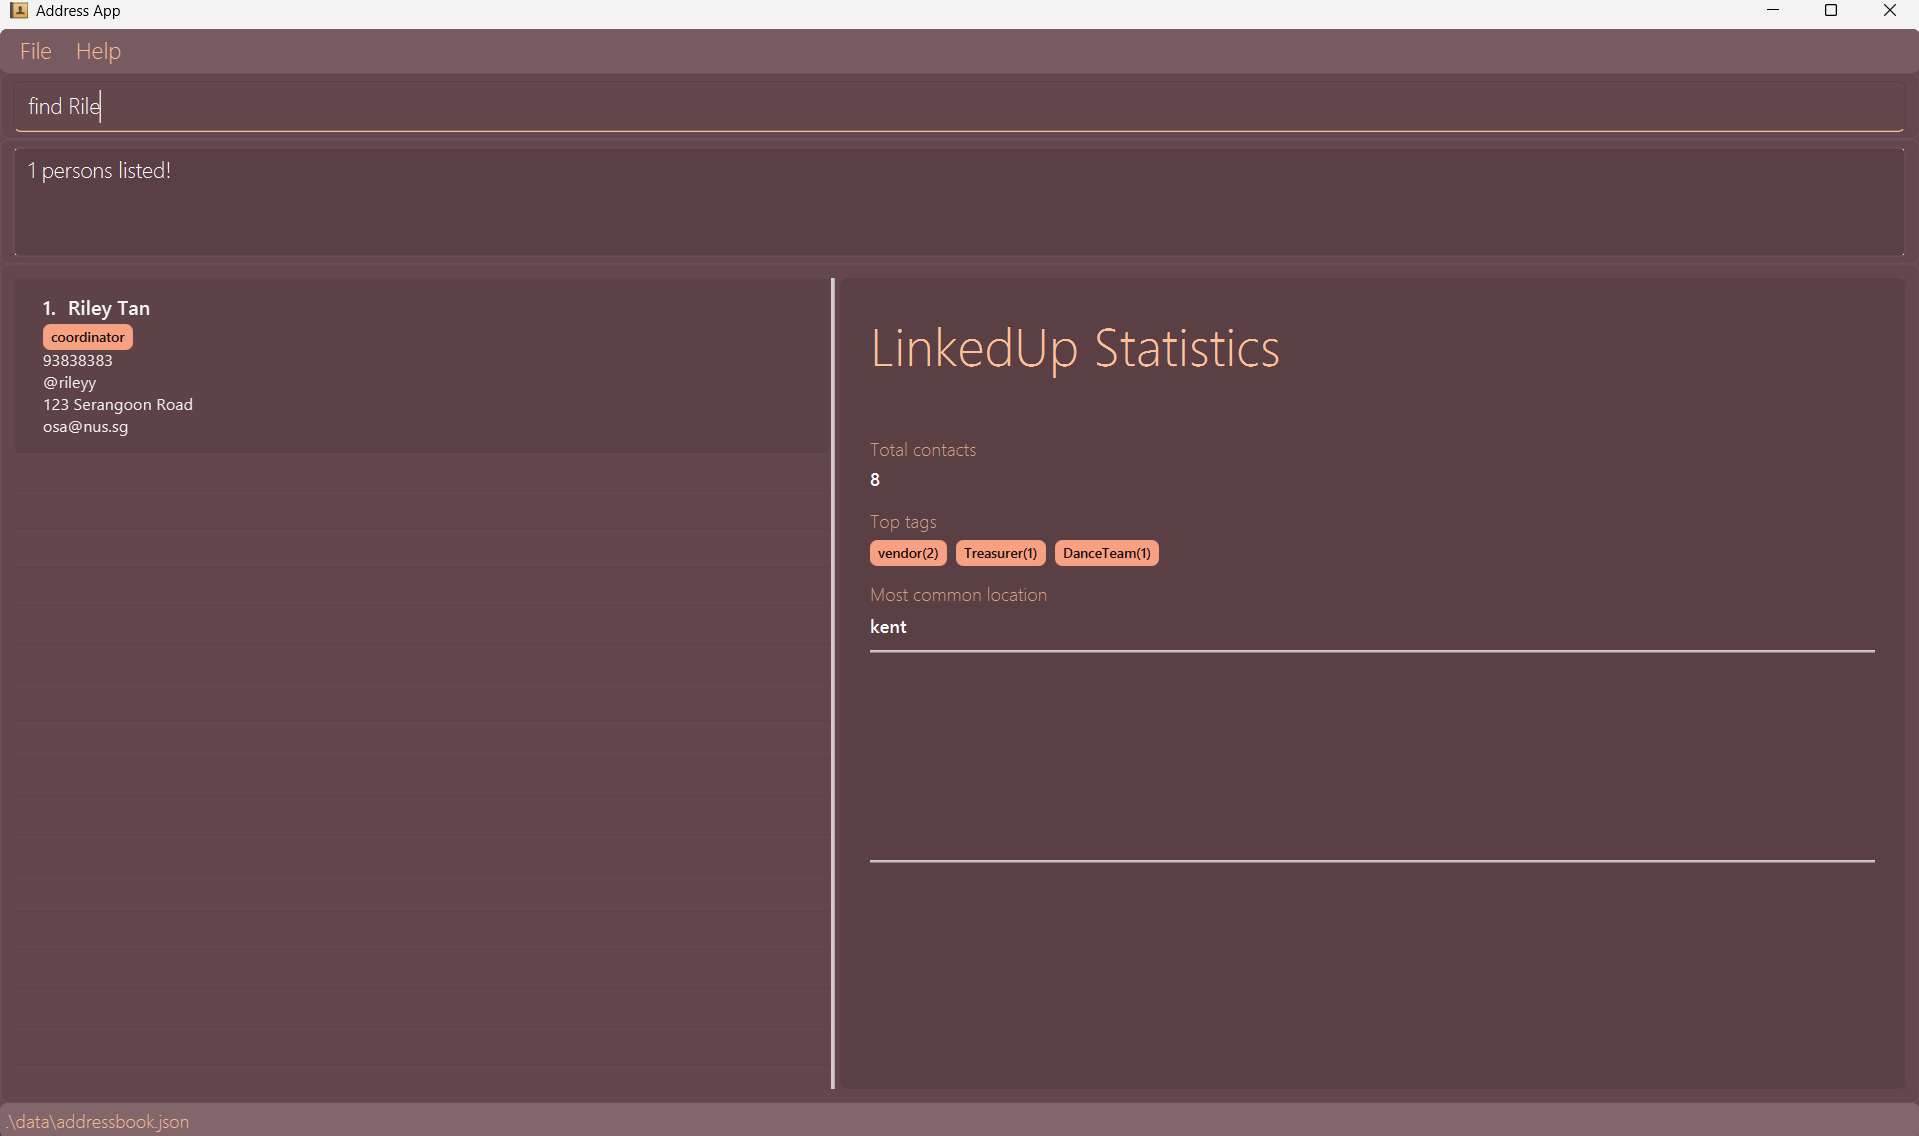 Address App
File Help
find Rile
1 persons listed!
1. Riley Tan
coordinator
93838383
@rileyy
123 Serangoon Road
osa@nus.sg
LinkedUp Statistics
Total contacts
8
Top tags
vendor(2) Treasurer(1) DanceTeam(1)
Most common location
kent
.\data\addressbook.json